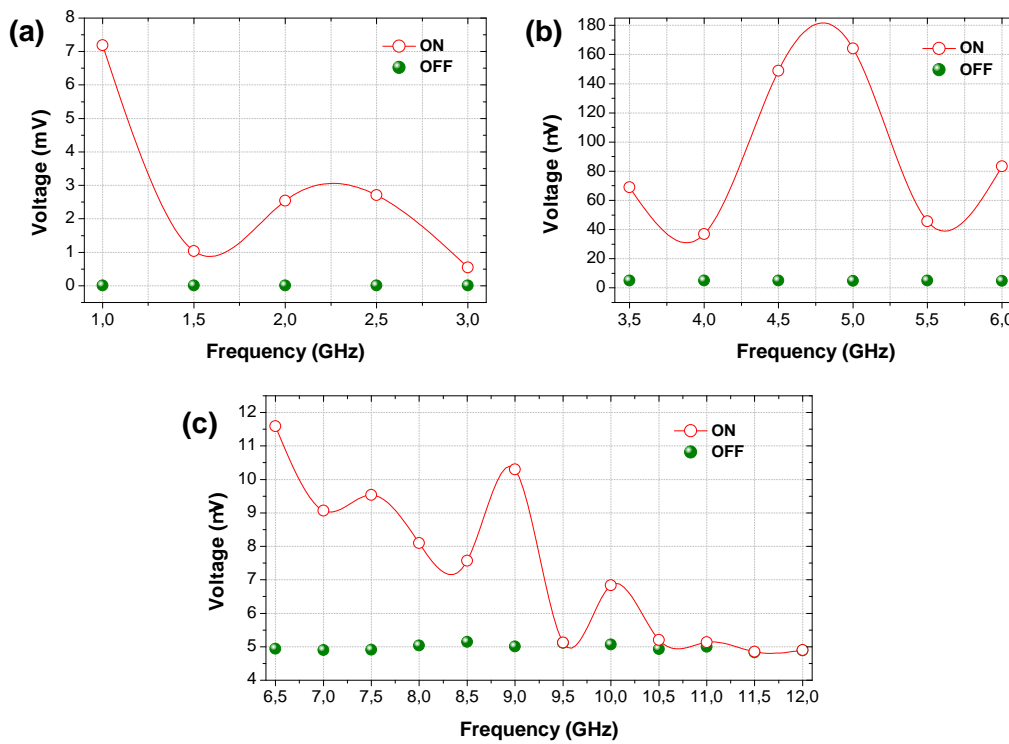 (a)
8
7
6
5
4
3
2
1
0
Voltage (mV)
ON
OFF
1,0 1,5 2,0 2,5 3,0
Frequency (GHz)
(b)
180
160
140
120
100
80
60
40
20
0
Voltage (mV)
ON
OFF
3,5 4,0 4,5 5,0 5,5 6,0
Frequency (GHz)
(c)
12
11
10
9
8
7
6
5
4
Voltage (mV)
ON
OFF
6,5 7,0 7,5 8,0 8,5 9,0 9,5 10,0 10,5 11,0 11,5 12,0
Frequency (GHz)